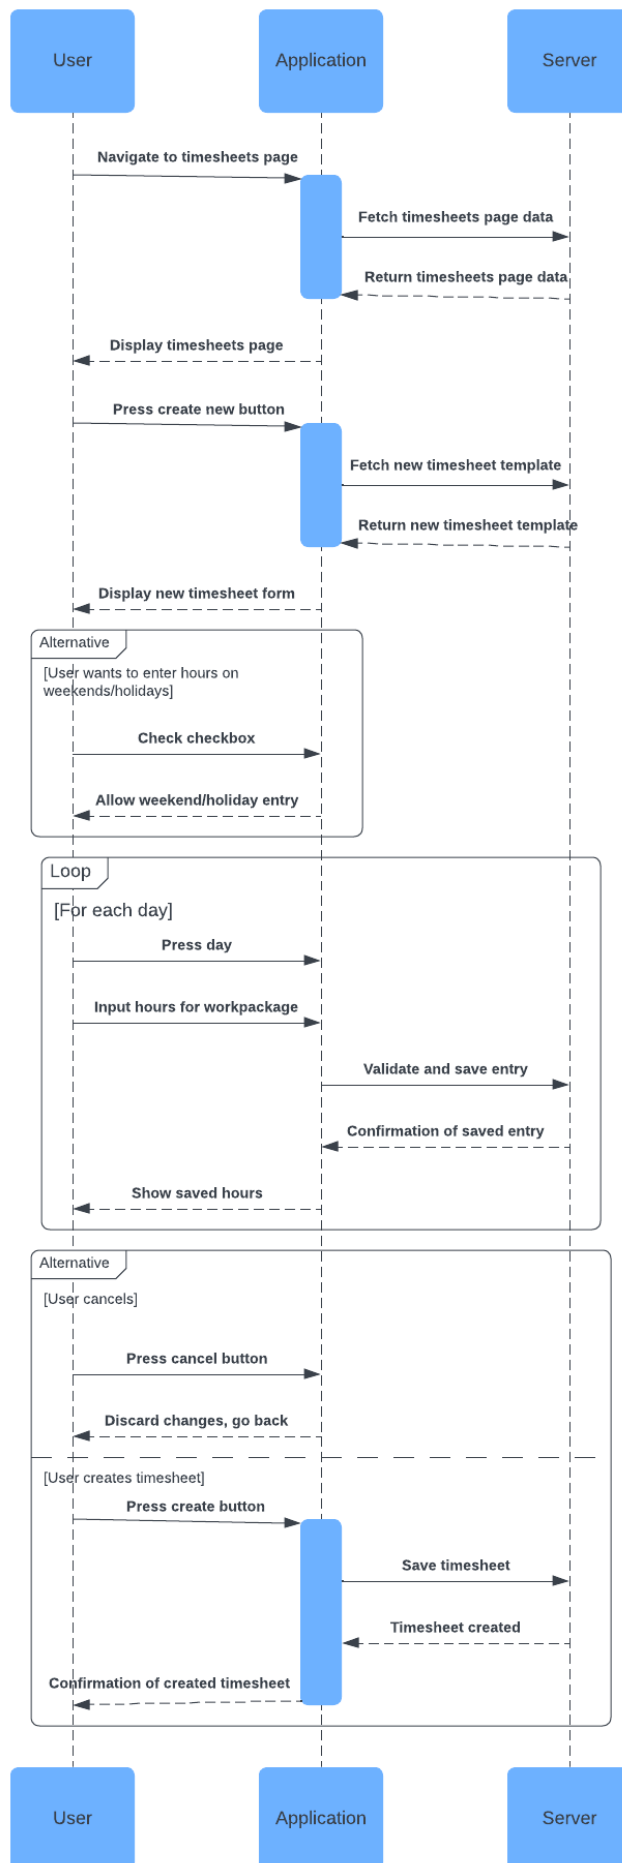 User
Application
Server
Navigate to timesheets page
Fetch timesheets page data
Return timesheets page data
Display timesheets page
Press create new button
Fetch new timesheet template
Return new timesheet template
Display new timesheet form
Alternative
[User wants to enter hours on
weekends/holidays]
Check checkbox
Allow weekend/holiday entry
Loop
[For each day]
Press day
Input hours for workpackage
Validate and save entry
Confirmation of saved entry
Show saved hours
Alternative
[User cancels]
Press cancel button
Discard changes, go back
[User creates timesheet]
Press create button
Save timesheet
Timesheet created
Confirmation of created timesheet
User
Application
Server